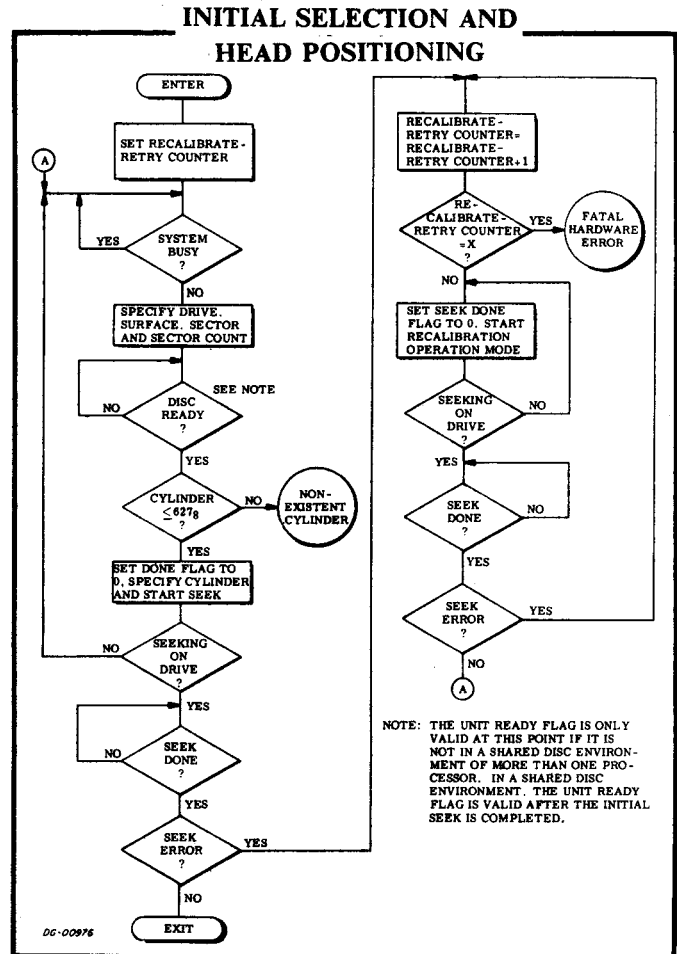 INITIAL SELECTION AND
HEAD POSITIONING
ENTER
SET RECALIBRATE-
RETRY COUNTER
A
YES
SYSTEM
BUSY
?
NO
SPECIFY DRIVE.
SURFACE. SECTOR
AND SECTOR COUNT
SEE NOTE
NO
DISC
READY
?
YES
CYLINDER
≤627₈
?
NO
NON-
EXISTENT
CYLINDER
YES
SET DONE FLAG TO
0, SPECIFY CYLINDER
AND START SEEK
NO
SEEKING
ON
DRIVE
?
YES
NO
SEEK
DONE
?
YES
SEEK
ERROR
?
YES
NO
EXIT
DG-00976
RECALIBRATE-
RETRY COUNTER=
RECALIBRATE-
RETRY COUNTER+1
RE-
CALIBRATE-
RETRY COUNTER
=X
?
YES
FATAL
HARDWARE
ERROR
NO
SET SEEK DONE
FLAG TO 0. START
RECALIBRATION
OPERATION MODE
SEEKING
ON
DRIVE
?
NO
YES
SEEK
DONE
?
NO
YES
SEEK
ERROR
?
YES
NO
A
NOTE: THE UNIT READY FLAG IS ONLY
VALID AT THIS POINT IF IT IS
NOT IN A SHARED DISC ENVIRON-
MENT OF MORE THAN ONE PRO-
CESSOR. IN A SHARED DISC
ENVIRONMENT. THE UNIT READY
FLAG IS VALID AFTER THE INITIAL
SEEK IS COMPLETED.